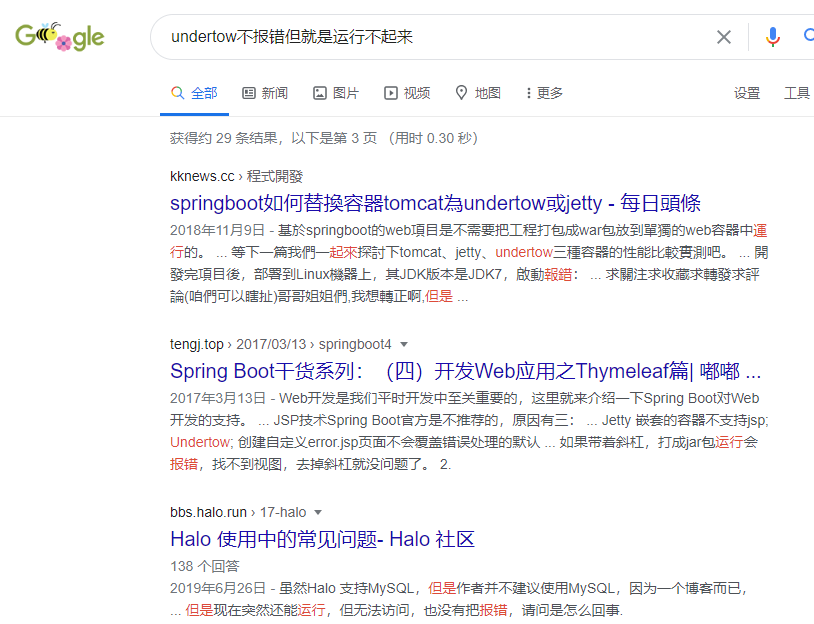 Google
undertow不报错但就是运行不起来
全部 新闻 图片 视频 地图 更多 设置 工具
获得约 29 条结果，以下是第 3 页 （用时 0.30 秒）
kknews.cc › 程式開發
springboot如何替換容器tomcat為undertow或jetty - 每日頭條
2018年11月9日 - 基於springboot的web項目是不需要把工程打包成war包放到單獨的web容器中運
行的。 ... 等下一篇我們一起來探討下tomcat、jetty、undertow三種容器的性能比較實測吧。 ... 開
發完項目後，部署到Linux機器上，其JDK版本是JDK7，啟動報錯： ... 求關注求收藏求轉發求評
論(咱們可以瞎扯)哥哥姐姐們,我想轉正啊,但是 ...
tengj.top › 2017/03/13 › springboot4
Spring Boot干货系列：（四）开发Web应用之Thymeleaf篇| 嘟嘟 ...
2017年3月13日 - Web开发是我们平时开发中至关重要的，这里就来介绍一下Spring Boot对Web
开发的支持。 ... JSP技术Spring Boot官方是不推荐的，原因有三： ... Jetty 嵌套的容器不支持jsp;
Undertow; 创建自定义error.jsp页面不会覆盖错误处理的默认 ... 如果带着斜杠，打成jar包运行会
报错，找不到视图，去掉斜杠就没问题了。 2.
bbs.halo.run › 17-halo
Halo 使用中的常见问题- Halo 社区
138 个回答
2019年6月26日 - 虽然Halo 支持MySQL，但是作者并不建议使用MySQL，因为一个博客而已，
... 但是现在突然还能运行，但无法访问，也没有把报错，请问是怎么回事.